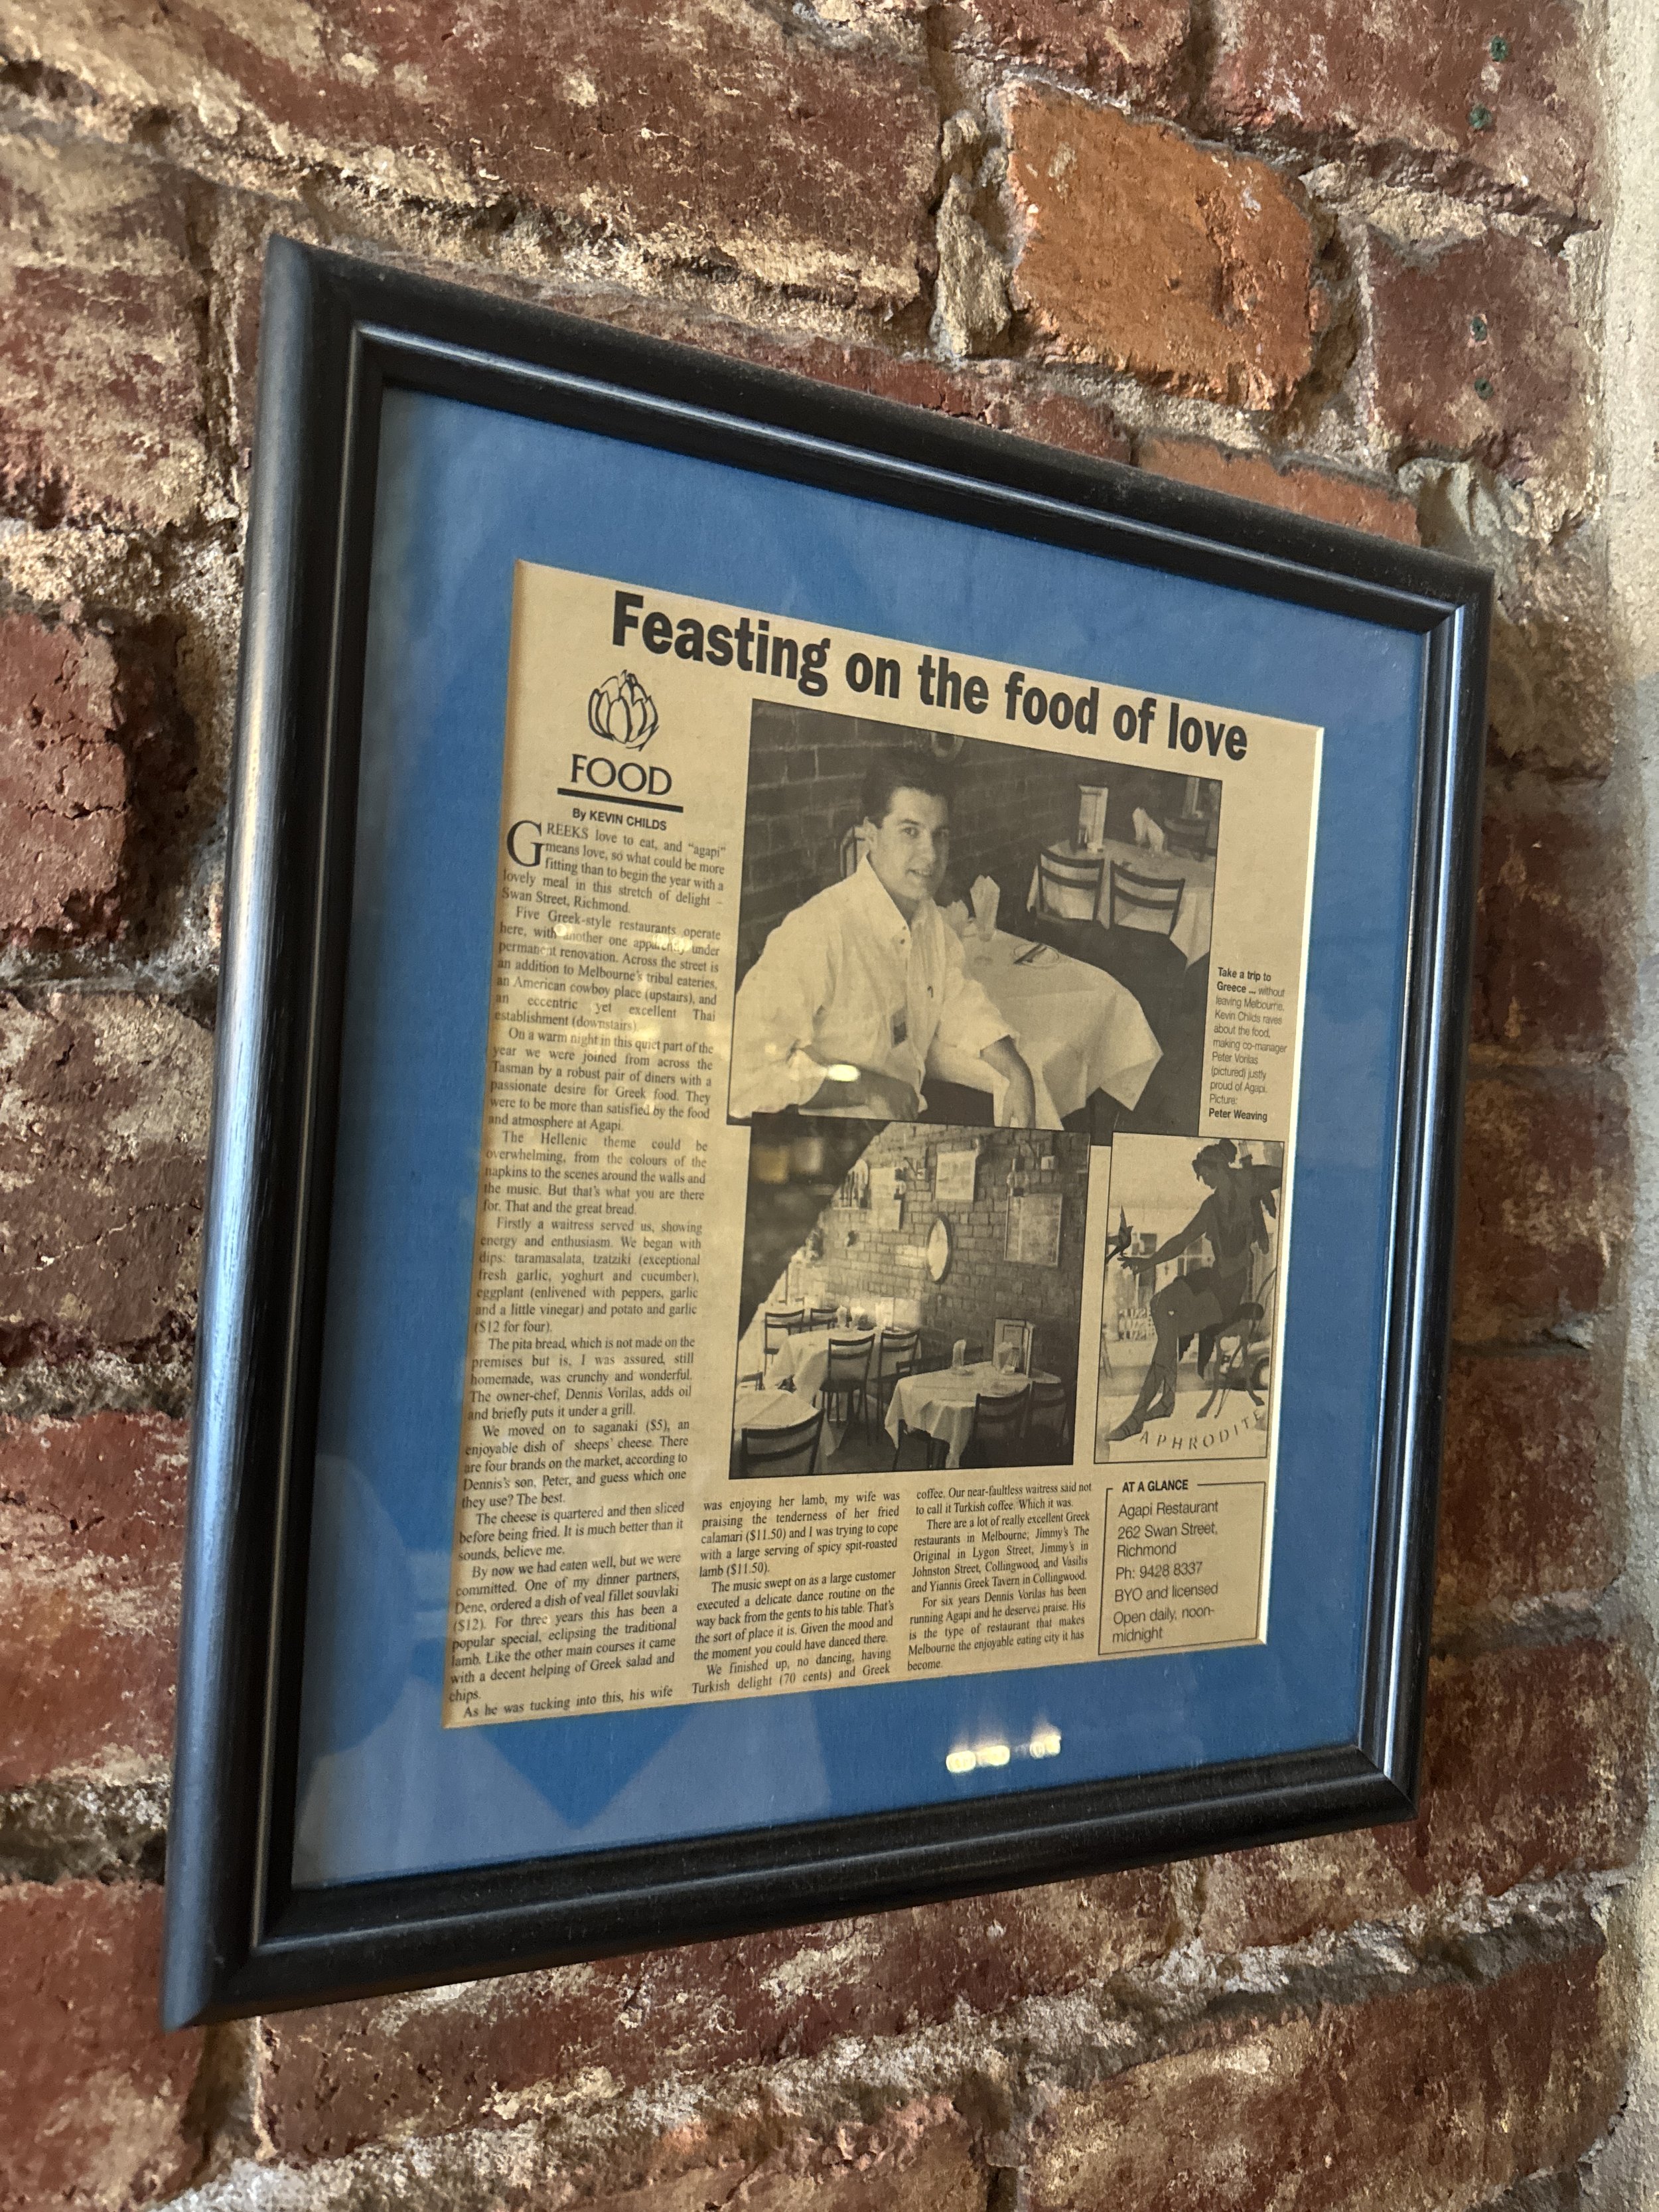 Feasting on the food of love
FOOD
By KEVIN CHILDS
GREEKS love to eat, and "agapi"
means love, so what could be more
fitting than to begin the year with a
lovely meal in this stretch of delight –
Swan Street, Richmond.
Five Greek-style restaurants operate
here, with another one apparently under
permanent renovation. Across the street is
an addition to Melbourne's tribal eateries,
an American cowboy place (upstairs), and
an eccentric yet excellent Thai
establishment (downstairs).
On a warm night in this quiet part of the
year we were joined from across the
Tasman by a robust pair of diners with a
passionate desire for Greek food. They
were to be more than satisfied by the food
and atmosphere at Agapi.
The Hellenic theme could be
overwhelming, from the colours of the
napkins to the scenes around the walls and
the music. But that's what you are there
for. That and the great bread.
Firstly a waitress served us, showing
energy and enthusiasm. We began with
dips: taramasalata, tzatziki (exceptional
fresh garlic, yoghurt and cucumber),
eggplant (enlivened with peppers, garlic
and a little vinegar) and potato and garlic
($12 for four).
The pita bread, which is not made on the
premises but is, I was assured, still
homemade, was crunchy and wonderful.
The owner-chef, Dennis Vorilas, adds oil
and briefly puts it under a grill.
We moved on to saganaki ($5), an
enjoyable dish of sheeps' cheese. There
are four brands on the market, according to
Dennis's son, Peter, and guess which one
they use? The best.
The cheese is quartered and then sliced
before being fried. It is much better than it
sounds, believe me.
By now we had eaten well, but we were
committed. One of my dinner partners,
Dene, ordered a dish of veal fillet souvlaki
($12). For three years this has been a
popular special, eclipsing the traditional
lamb. Like the other main courses it came
with a decent helping of Greek salad and
chips.
As he was tucking into this, his wife
was enjoying her lamb, my wife was
praising the tenderness of her fried
calamari ($11.50) and I was trying to cope
with a large serving of spicy spit-roasted
lamb ($11.50).
The music swept on as a large customer
executed a delicate dance routine on the
way back from the gents to his table. That's
the sort of place it is. Given the mood and
the moment you could have danced there.
We finished up, no dancing, having
Turkish delight (70 cents) and Greek
coffee. Our near-faultless waitress said not
to call it Turkish coffee. Which it was.
There are a lot of really excellent Greek
restaurants in Melbourne, Jimmy's The
Original in Lygon Street, Jimmy's in
Johnston Street, Collingwood, and Vasilis
and Yiannis Greek Tavern in Collingwood.
For six years Dennis Vorilas has been
running Agapi and he deserves praise. His
is the type of restaurant that makes
Melbourne the enjoyable eating city it has
become.
Take a trip to
Greece ... without
leaving Melbourne.
Kevin Childs raves
about the food,
making co-manager
Peter Vorilas
(pictured) justly
proud of Agapi.
Picture:
Peter Weaving
APHRODITE
AT A GLANCE
Agapi Restaurant
262 Swan Street,
Richmond
Ph: 9428 8337
BYO and licensed
Open daily, noon-
midnight